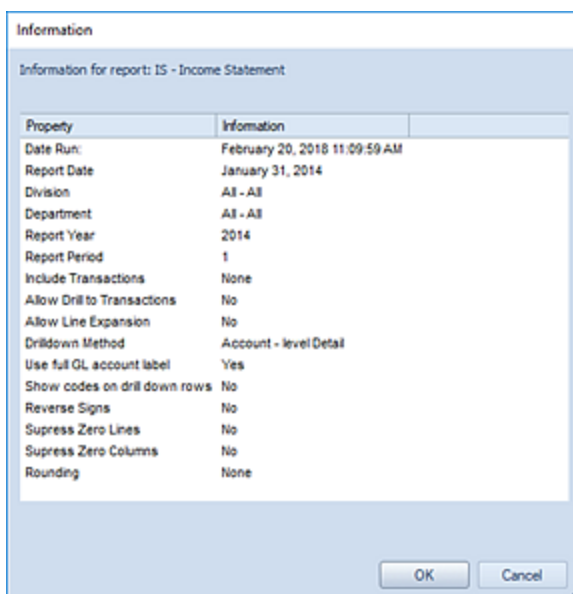 Information
Information for report: IS - Income Statement
Property Information
Date Run: February 20, 2018 11:09:59 AM
Report Date January 31, 2014
Division All - All
Department All - All
Report Year 2014
Report Period 1
Include Transactions None
Allow Drill to Transactions No
Allow Line Expansion No
Drilldown Method Account - level Detail
Use full GL account label Yes
Show codes on drill down rows No
Reverse Signs No
Supress Zero Lines No
Supress Zero Columns No
Rounding None
OK Cancel